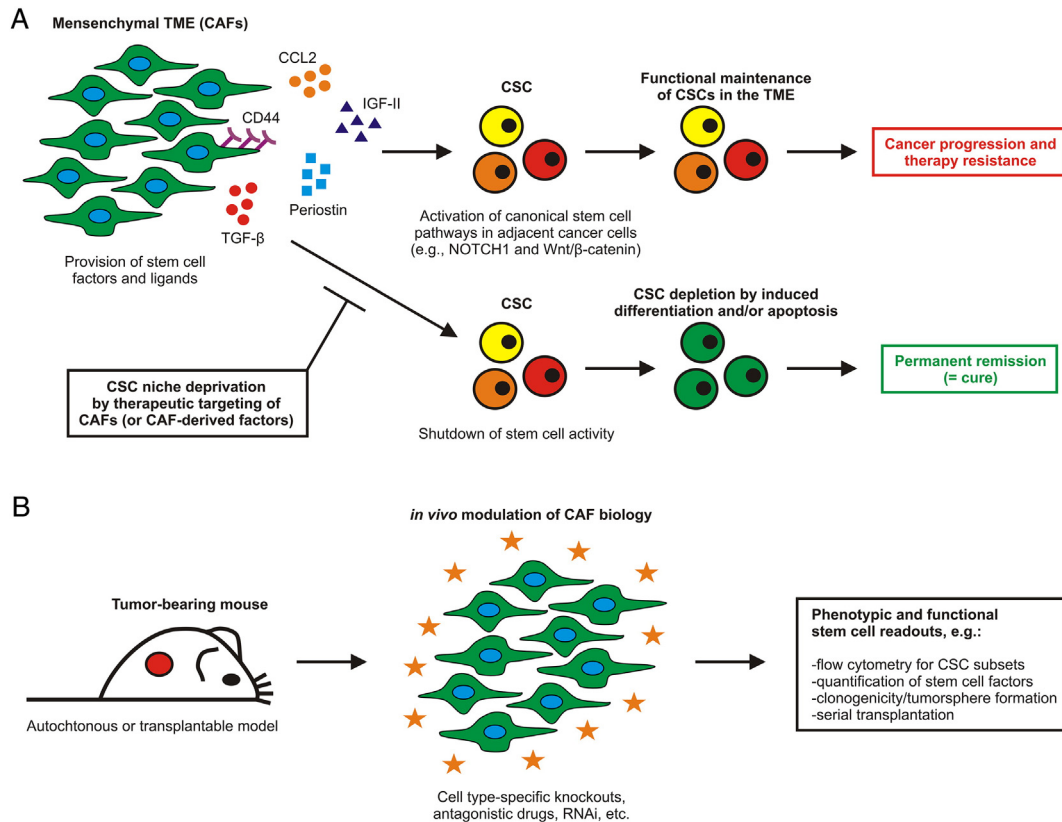 A
Mensenchymal TME (CAFs)
CCL2
IGF-II
CD44
Periostin
TGF-β
Provision of stem cell
factors and ligands
CSC
Activation of canonical stem cell
pathways in adjacent cancer cells
(e.g., NOTCH1 and Wnt/β-catenin)
Functional maintenance
of CSCs in the TME
Cancer progression and
therapy resistance
CSC niche deprivation
by therapeutic targeting of
CAFs (or CAF-derived factors)
CSC
Shutdown of stem cell activity
CSC depletion by induced
differentiation and/or apoptosis
Permanent remission
(= cure)
B
Tumor-bearing mouse
Autochtonous or transplantable model
in vivo modulation of CAF biology
Cell type-specific knockouts,
antagonistic drugs, RNAi, etc.
Phenotypic and functional
stem cell readouts, e.g.:
-flow cytometry for CSC subsets
-quantification of stem cell factors
-clonogenicity/tumorsphere formation
-serial transplantation